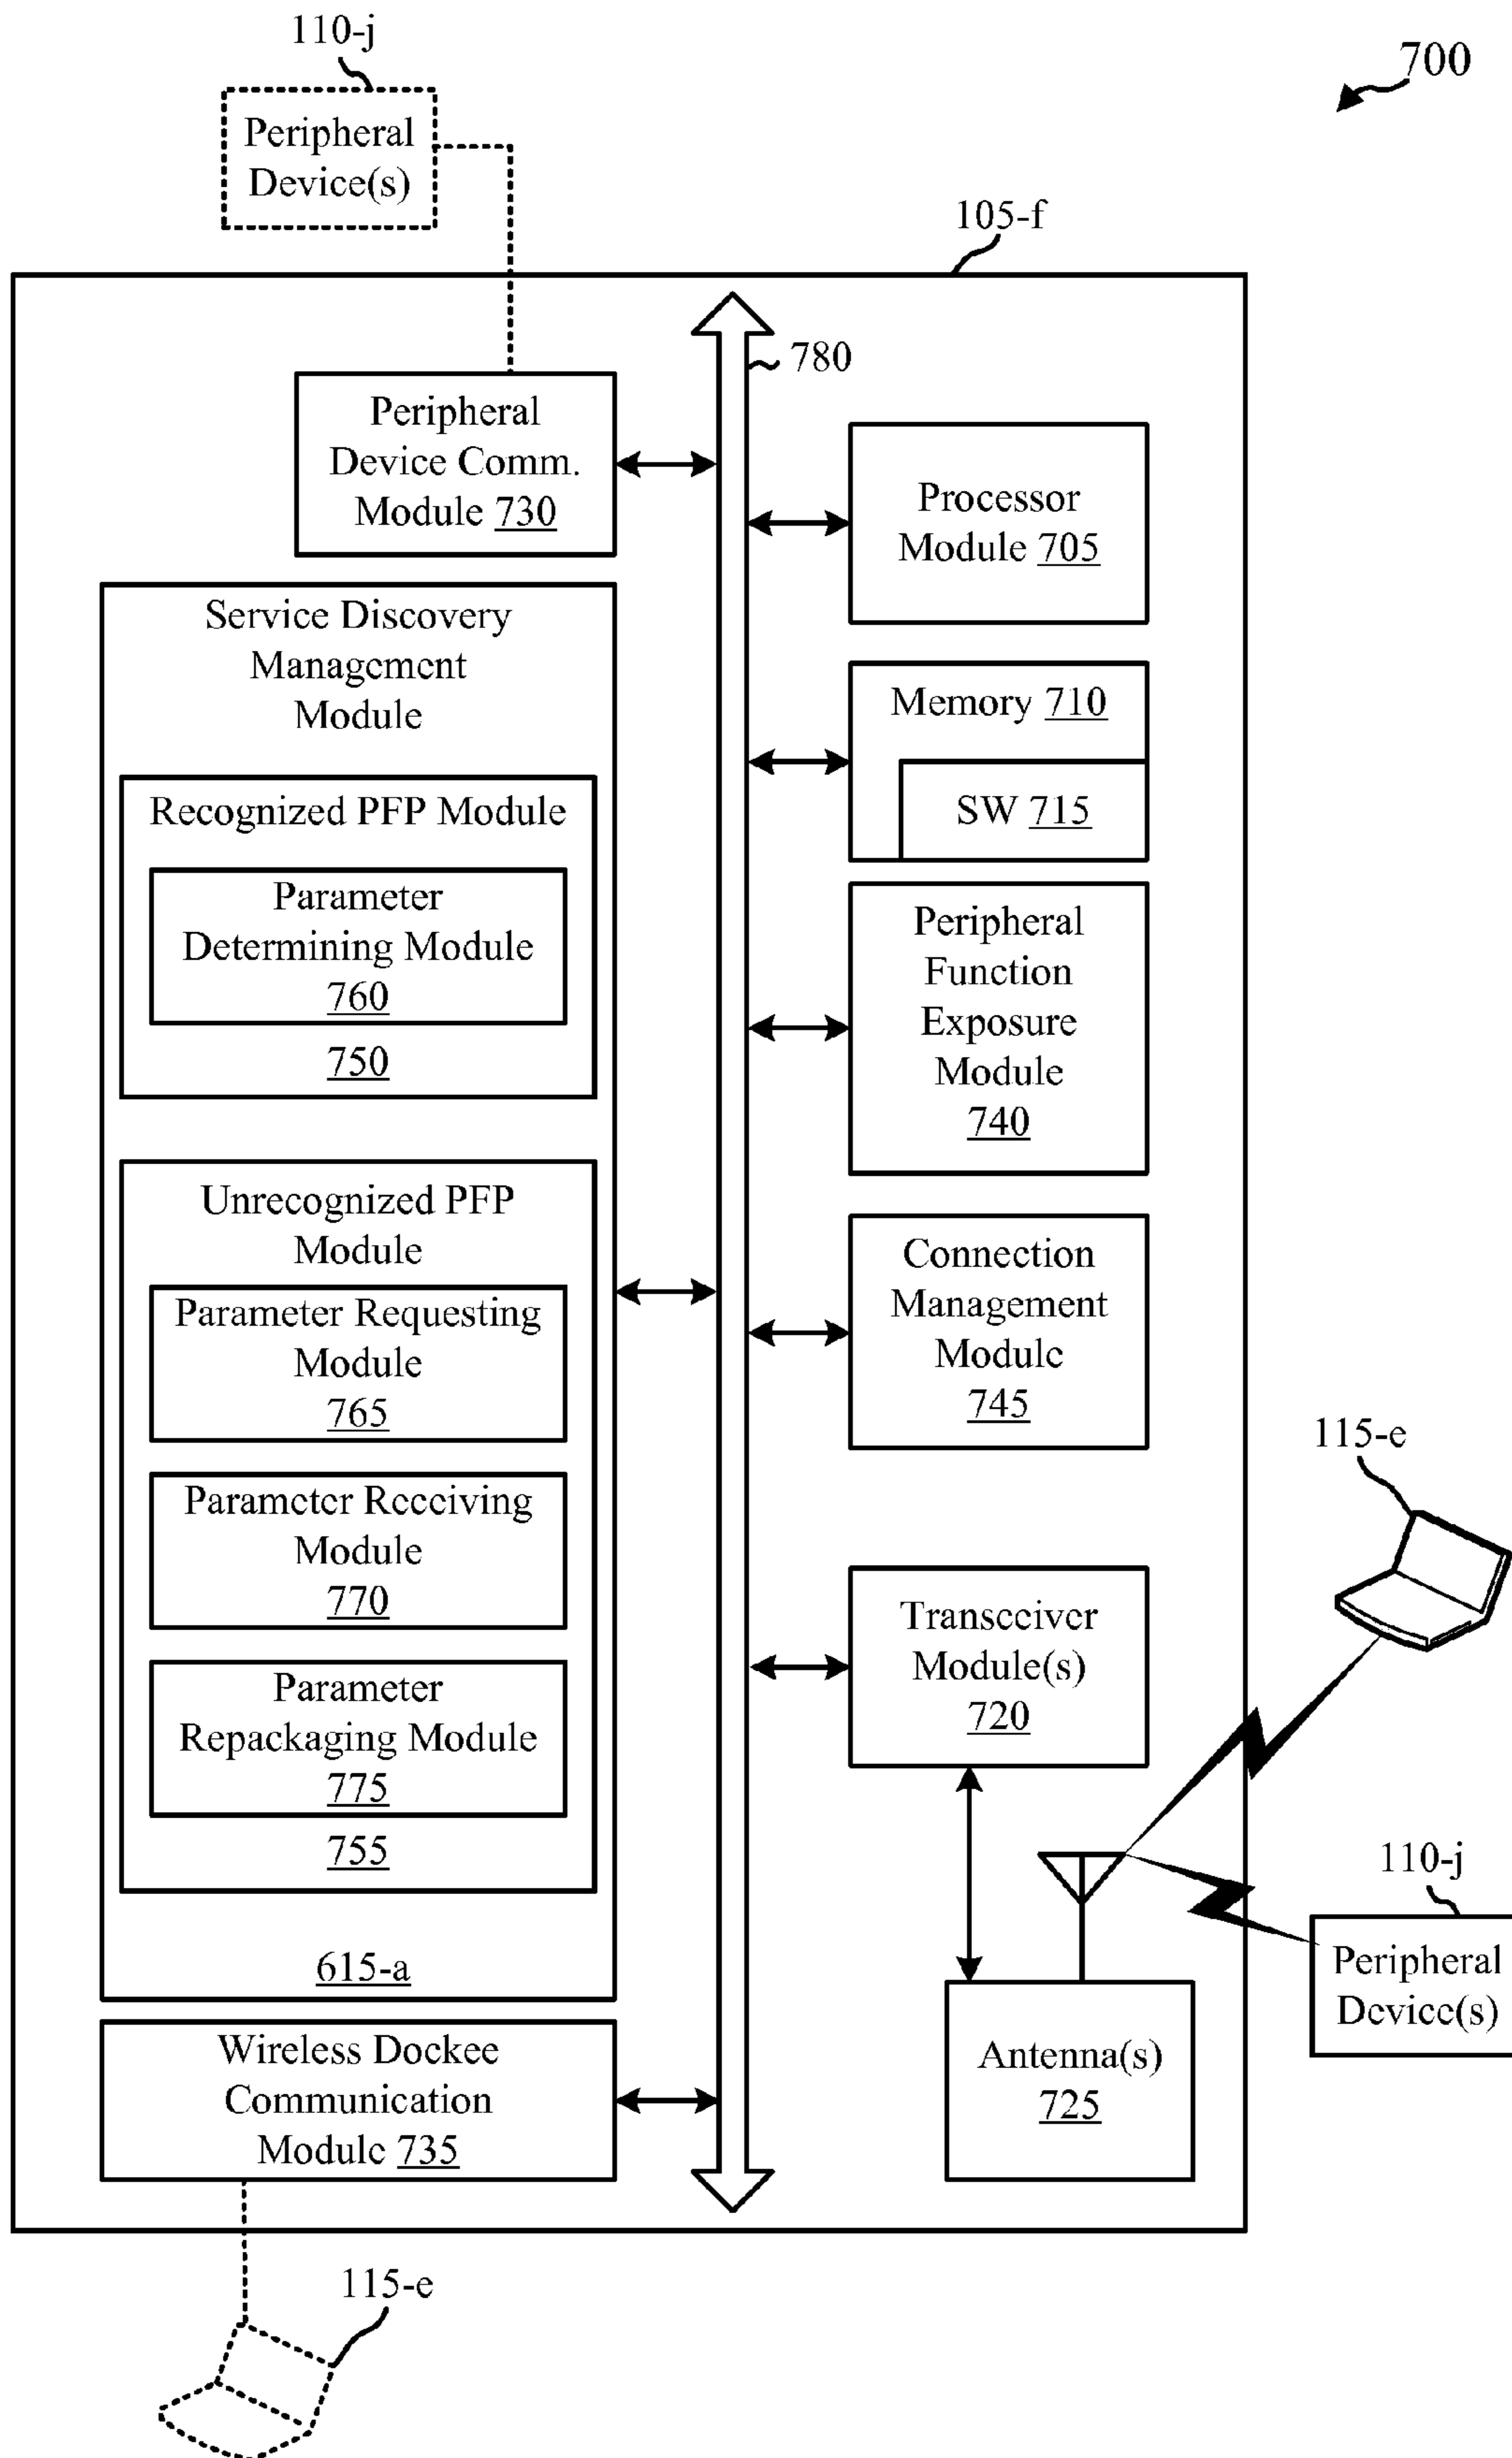 110-j
700
Peripheral
Device(s)
105-f
780
Peripheral
Device Comm.
Module 730
Processor
Module 705
Service Discovery
Management
Module
Memory 710
SW 715
Recognized PFP Module
Parameter
Determining Module
760
750
Peripheral
Function
Exposure
Module
740
Unrecognized PFP
Module
Parameter Requesting
Module
765
Connection
Management
Module
745
115-e
Parameter Receiving
Module
770
Transceiver
Module(s)
720
Parameter
Repackaging Module
775
755
110-j
Peripheral
Device(s)
615-a
Antenna(s)
725
Wireless Dockee
Communication
Module 735
115-e